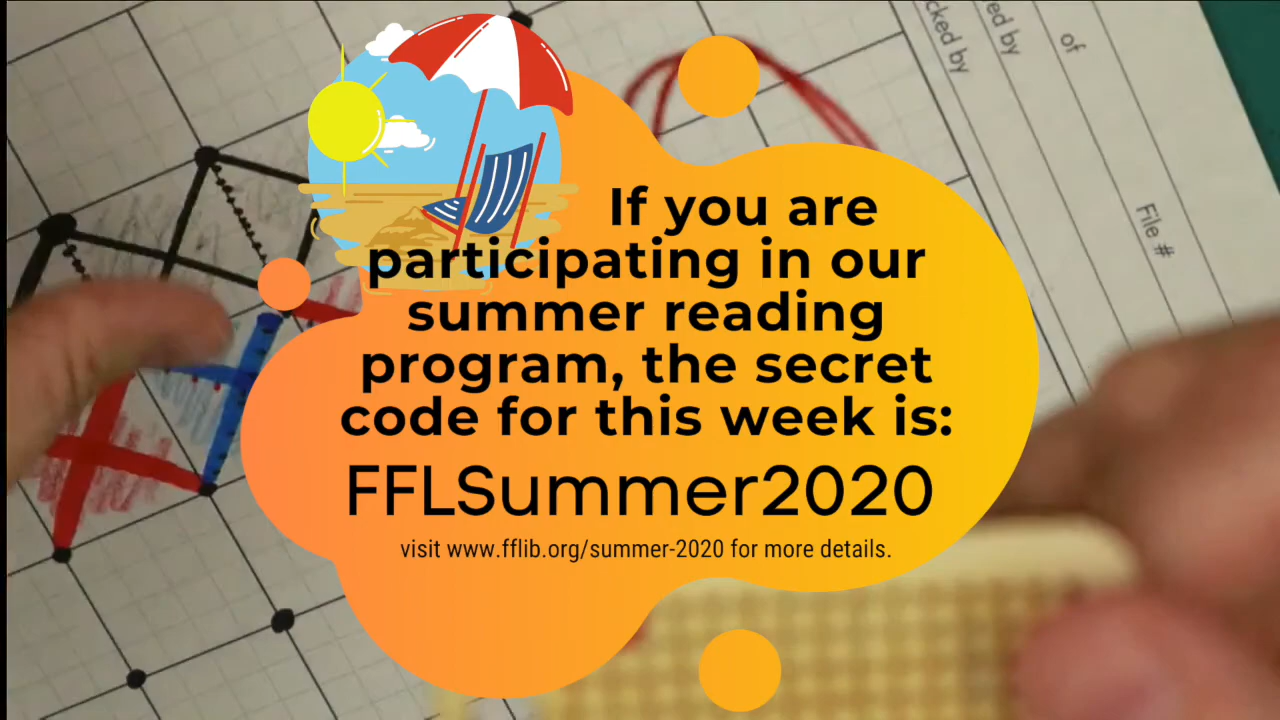 If you are
participating in our
summer reading
program, the secret
code for this week is:
FFLSummer2020
visit www.fflib.org/summer-2020 for more details.
of
ed by
cked by
File #